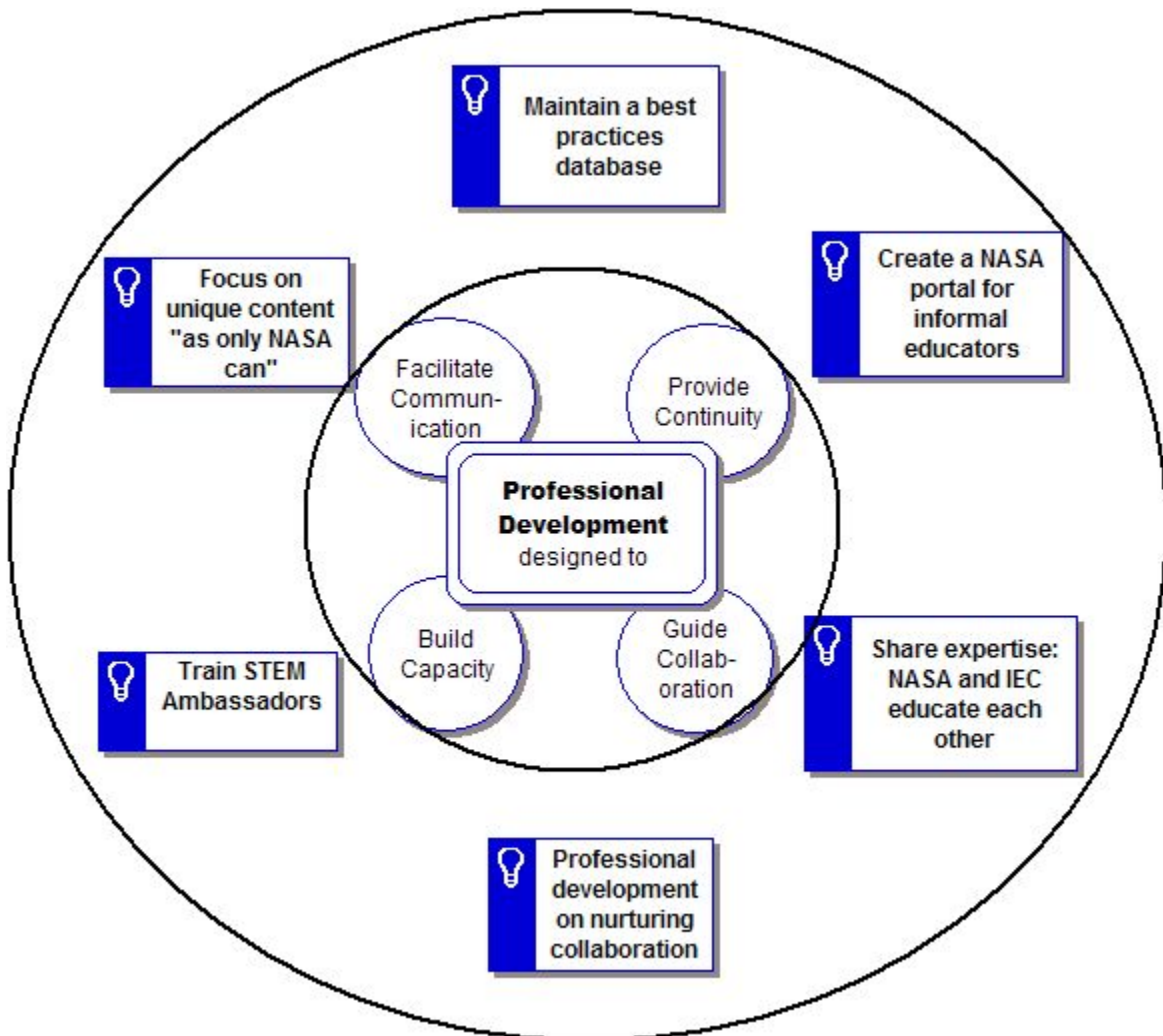 Maintain a best
practices
database
Focus on
unique content
"as only NASA
can"
Create a NASA
portal for
informal
educators
Facilitate
Commun-
ication
Provide
Continuity
Professional
Development
designed to
Build
Capacity
Guide
Collab-
oration
Train STEM
Ambassadors
Share expertise:
NASA and IEC
educate each
other
Professional
development
on nurturing
collaboration